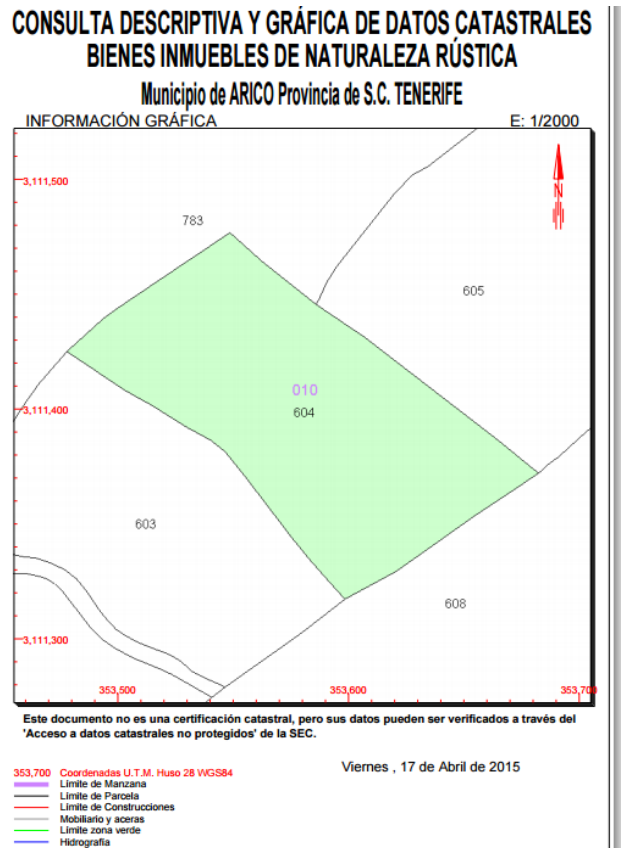 CONSULTA DESCRIPTIVA Y GRÁFICA DE DATOS CATASTRALES
BIENES INMUEBLES DE NATURALEZA RÚSTICA
Municipio de ARICO Provincia de S.C. TENERIFE
INFORMACIÓN GRÁFICA E: 1/2000
3,111,500
N
783
605
010
3,111,400
604
603
608
3,111,300
353,500 353,600 353,700
Este documento no es una certificación catastral, pero sus datos pueden ser verificados a través del
'Acceso a datos catastrales no protegidos' de la SEC.
Viernes , 17 de Abril de 2015
353,700 Coordenadas U.T.M. Huso 28 WGS84
Límite de Manzana
Límite de Parcela
Límite de Construcciones
Mobiliario y aceras
Límite zona verde
Hidrografía